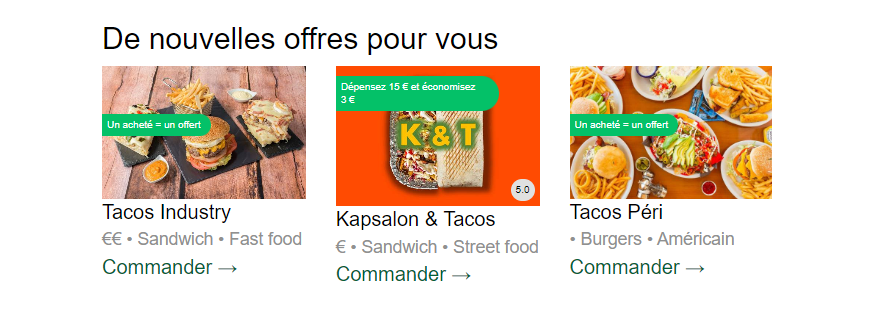 De nouvelles offres pour vous
Un acheté = un offert
Tacos Industry
€€ • Sandwich • Fast food
Commander →
Dépensez 15 € et économisez
3 €
K & T
5.0
Kapsalon & Tacos
€ • Sandwich • Street food
Commander →
Un acheté = un offert
Tacos Péri
• Burgers • Américain
Commander →